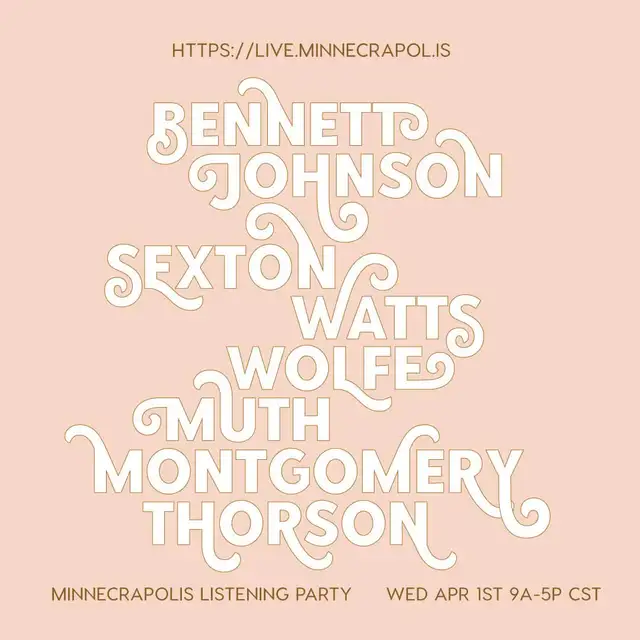 HTTPS://LIVE.MINNECRAPOL.IS
BENNETT
JOHNSON
SEXTON
WATTS
WOLFE
MUTH
MONTGOMERY
THORSON
MINNECRAPOLIS LISTENING PARTY WED APR 1ST 9A-5P CST